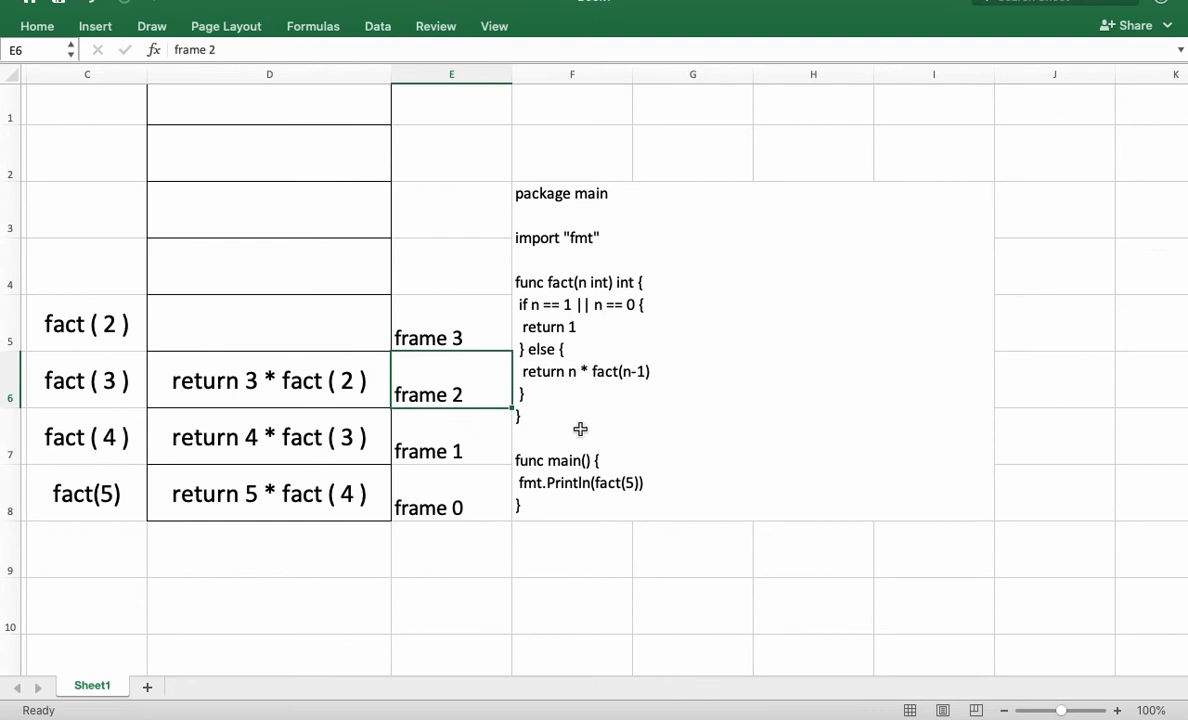 Home Insert Draw Page Layout Formulas Data Review View Share
E6 fx frame 2
C D E F G H I J K
1
2
3
4
5
6
7
8
9
10
fact ( 2 ) frame 3
fact ( 3 ) return 3 * fact ( 2 ) frame 2
fact ( 4 ) return 4 * fact ( 3 ) frame 1
fact(5) return 5 * fact ( 4 ) frame 0
package main
import "fmt"
func fact(n int) int {
if n == 1 || n == 0 {
return 1
} else {
return n * fact(n-1)
}
}
func main() {
fmt.Println(fact(5))
}
Sheet1
Ready 100%